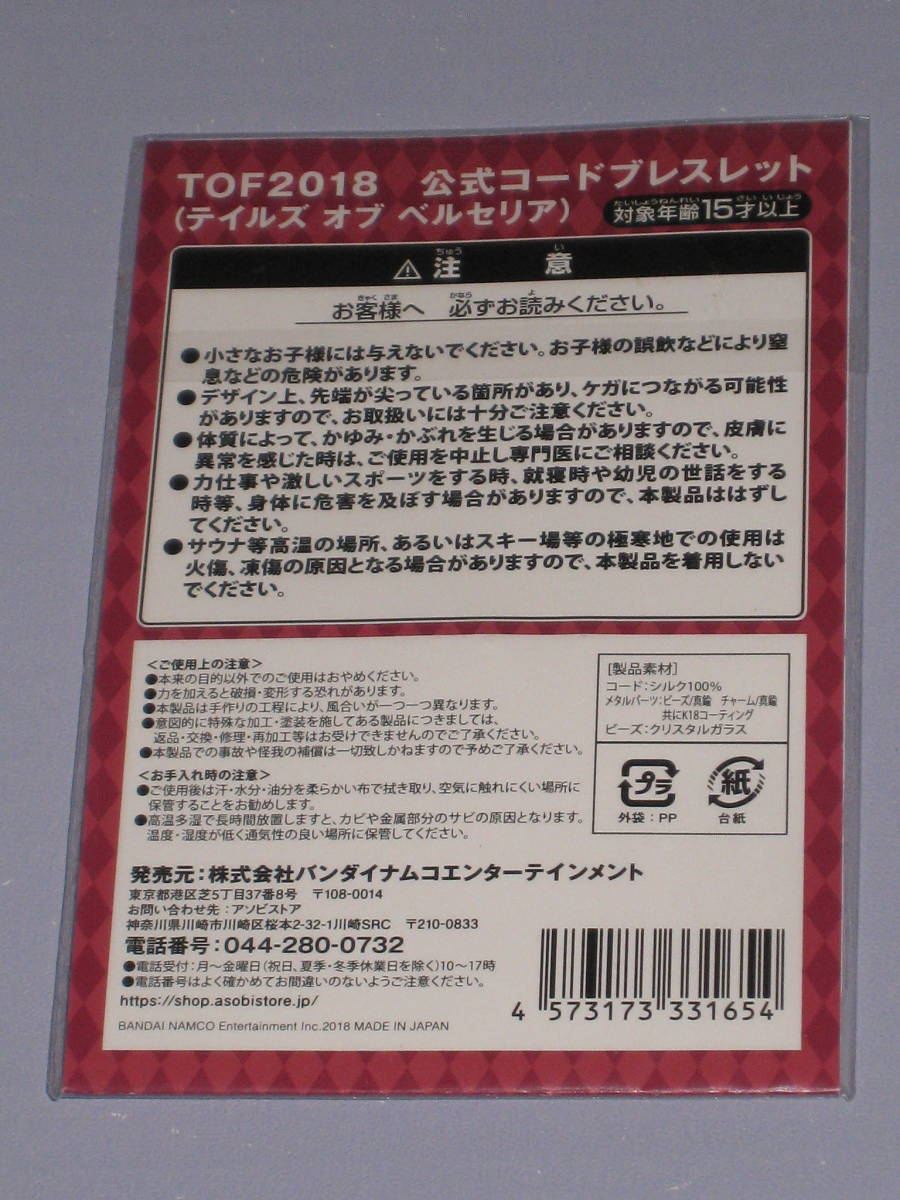 TOF2018 公式コードブレスレット
(テイルズ オブ ベルセリア)
たいしょうねんれい さい いじょう
対象年齢15才以上
ちゅう い
⚠注 意
きゃく さま かなら よ
お客様へ 必ずお読みください。
●小さなお子様には与えないでください。お子様の誤飲などにより窒
息などの危険があります。
●デザイン上、先端が尖っている箇所があり、ケガにつながる可能性
がありますので、お取扱いには十分ご注意ください。
●体質によって、かゆみ・かぶれを生じる場合がありますので、皮膚に
異常を感じた時は、ご使用を中止し専門医にご相談ください。
●力仕事や激しいスポーツをする時、就寝時や幼児の世話をする
時等、身体に危害を及ぼす場合がありますので、本製品ははずし
てください。
●サウナ等高温の場所、あるいはスキー場等の極寒地での使用は
火傷、凍傷の原因となる場合がありますので、本製品を着用しない
でください。
<ご使用上の注意>
●本来の目的以外でのご使用はおやめください。
●力を加えると破損・変形する恐れがあります。
●本製品は手作りの工程により、風合いが一つ一つ異なります。
●意図的に特殊な加工・塗装を施してある製品につきましては、
返品・交換・修理・再加工等はお受けできませんのでご了承ください。
●本製品での事故や怪我の補償は一切致しかねますので予めご了承ください。
<お手入れ時の注意>
●ご使用後は汗・水分・油分を柔らかい布で拭き取り、空気に触れにくい場所に
保管することをお勧めします。
●高温多湿で長時間放置しますと、カビや金属部分のサビの原因となります。
温度・湿度が低く通気性の良い場所に保管してください。
[製品素材]
コード:シルク100%
メタルパーツ:ビーズ/真鍮 チャーム/真鍮
共にK18コーティング
ビーズ:クリスタルガラス
プラ
外袋:PP
紙
台紙
発売元:株式会社バンダイナムコエンターテインメント
東京都港区芝5丁目37番8号 〒108-0014
お問い合わせ先:アソビストア
神奈川県川崎市川崎区桜本2-32-1川崎SRC 〒210-0833
電話番号:044-280-0732
●電話受付:月～金曜日(祝日、夏季・冬季休業日を除く)10～17時
●電話番号はよく確かめてお間違いのないようご注意ください。
https://shop.asobistore.jp/
BANDAI NAMCO Entertainment Inc.2018 MADE IN JAPAN
4 573173 331654